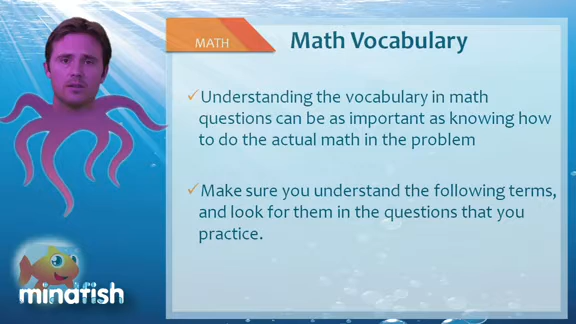 MATH
Math Vocabulary
Understanding the vocabulary in math
questions can be as important as knowing how
to do the actual math in the problem
Make sure you understand the following terms,
and look for them in the questions that you
practice.
minafish